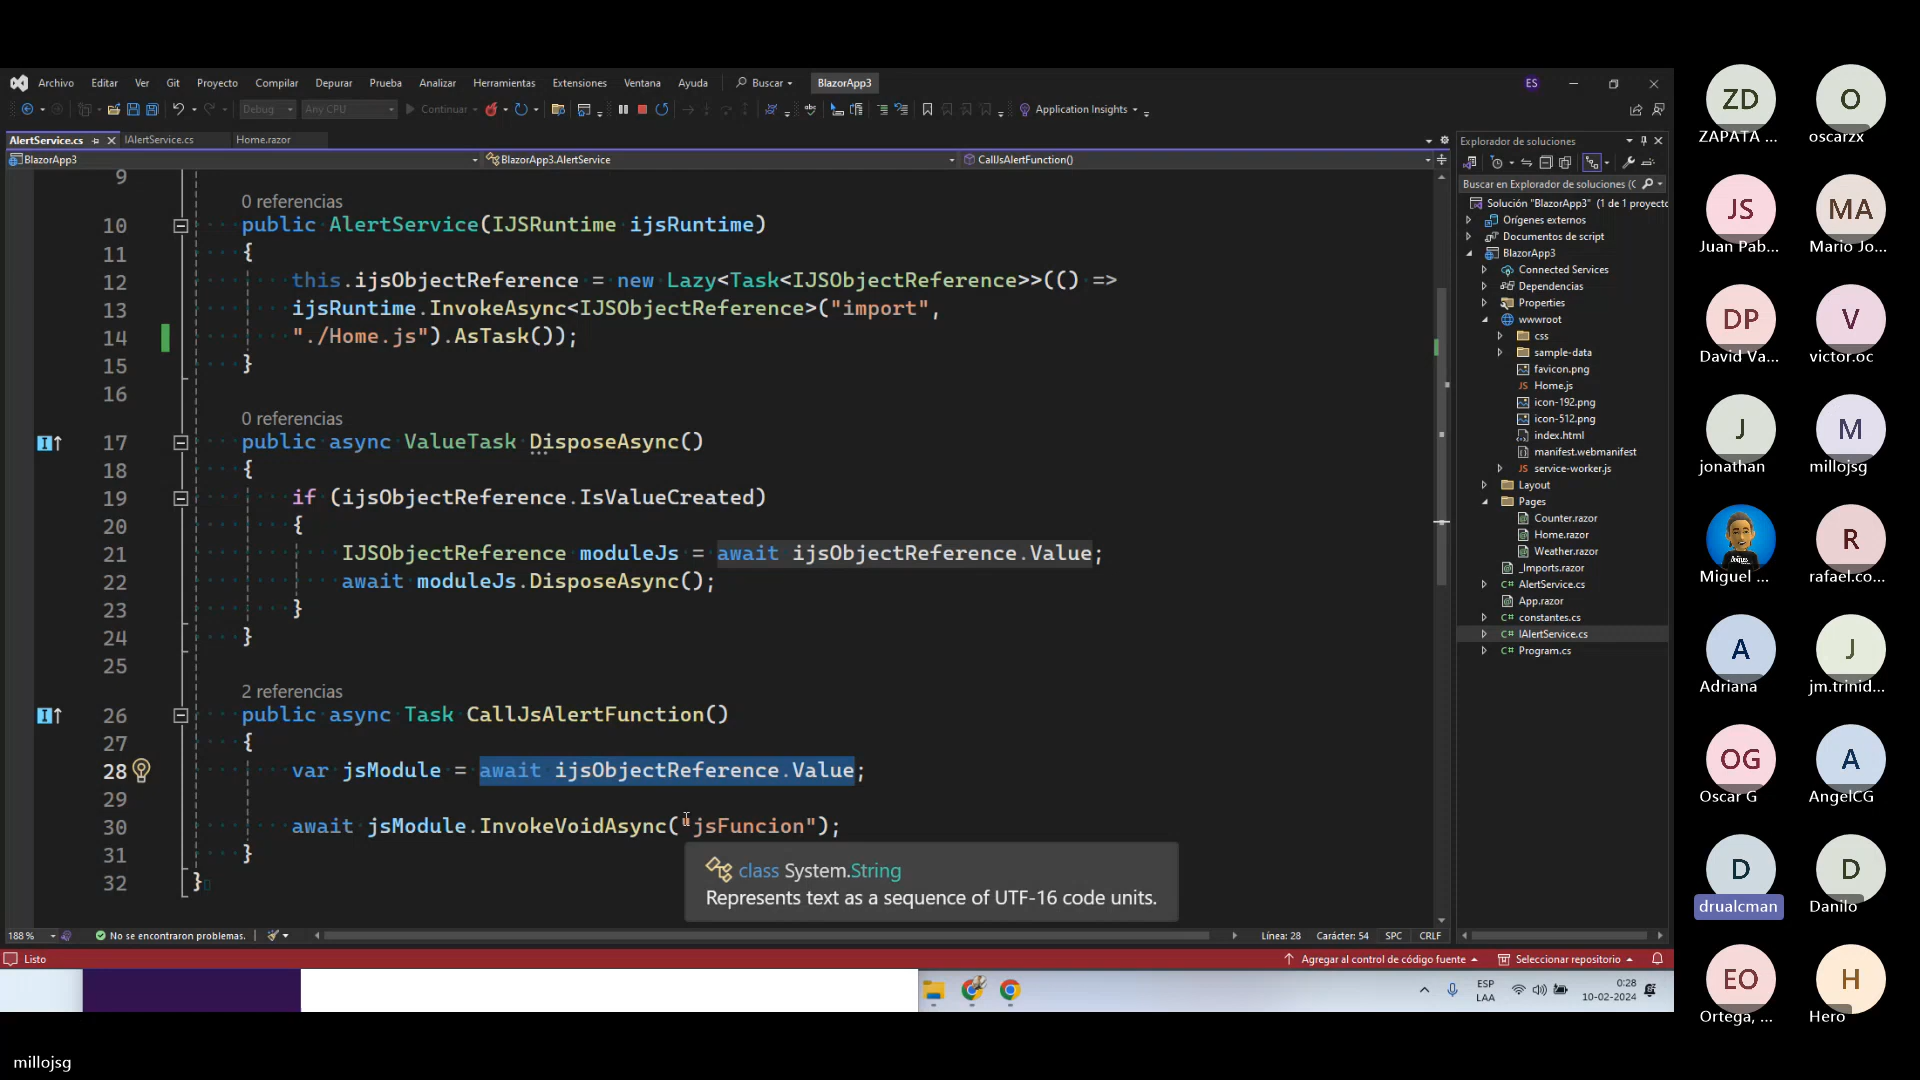 Archivo Editar Ver Git Proyecto Compilar Depurar Prueba Analizar Herramientas Extensiones Ventana Ayuda Buscar BlazorApp3 ES
Debug Any CPU Continuar Application Insights
AlertService.cs IAlertService.cs Home.razor
BlazorApp3 BlazorApp3.AlertService CallJsAlertFunction()
9
0 referencias
10 public AlertService(IJSRuntime ijsRuntime)
11 {
12 this.ijsObjectReference = new Lazy<Task<IJSObjectReference>>(() =>
13 ijsRuntime.InvokeAsync<IJSObjectReference>("import",
14 "./Home.js").AsTask());
15 }
16
0 referencias
17 public async ValueTask DisposeAsync()
18 {
19 if (ijsObjectReference.IsValueCreated)
20 {
21 IJSObjectReference moduleJs = await ijsObjectReference.Value;
22 await moduleJs.DisposeAsync();
23 }
24 }
25
2 referencias
26 public async Task CallJsAlertFunction()
27 {
28 var jsModule = await ijsObjectReference.Value;
29
30 await jsModule.InvokeVoidAsync("jsFuncion");
31 }
32 }
class System.String
Represents text as a sequence of UTF-16 code units.
188 % No se encontraron problemas. Línea: 28 Carácter: 54 SPC CRLF
Listo Agregar al control de código fuente Seleccionar repositorio
Explorador de soluciones
Buscar en Explorador de soluciones (C
Solución "BlazorApp3" (1 de 1 proyecto
Orígenes externos
Documentos de script
BlazorApp3
Connected Services
Dependencias
Properties
wwwroot
css
sample-data
favicon.png
JS Home.js
icon-192.png
icon-512.png
index.html
manifest.webmanifest
JS service-worker.js
Layout
Pages
Counter.razor
Home.razor
Weather.razor
_Imports.razor
C# AlertService.cs
App.razor
C# constantes.cs
C# IAlertService.cs
C# Program.cs
ESP
LAA
0:28
10-02-2024
ZD O
ZAPATA ... oscarzx
JS MA
Juan Pab... Mario Jo...
DP V
David Va... victor.oc
J M
jonathan millojsg
R
Miguel ... rafael.co...
A J
Adriana jm.trinid...
OG A
Oscar G AngelCG
D D
drualcman Danilo
EO H
Ortega, ... Hero
millojsg